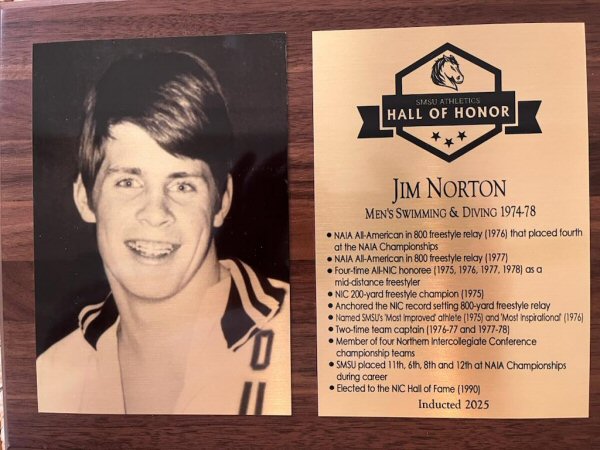 SMSU ATHLETICS
HALL OF HONOR
JIM NORTON
MEN'S SWIMMING & DIVING 1974-78
• NAIA All-American in 800 freestyle relay (1976) that placed fourth
at the NAIA Championships
• NAIA All-American in 800 freestyle relay (1977)
• Four-time All-NIC honoree (1975, 1976, 1977, 1978) as a
mid-distance freestyler
• NIC 200-yard freestyle champion (1975)
• Anchored the NIC record setting 800-yard freestyle relay
• Named SMSU's 'Most Improved' athlete (1975) and 'Most Inspirational' (1976)
• Two-time team captain (1976-77 and 1977-78)
• Member of four Northern Intercollegiate Conference
championship teams
• SMSU placed 11th, 6th, 8th and 12th at NAIA Championships
during career
• Elected to the NIC Hall of Fame (1990)
Inducted 2025